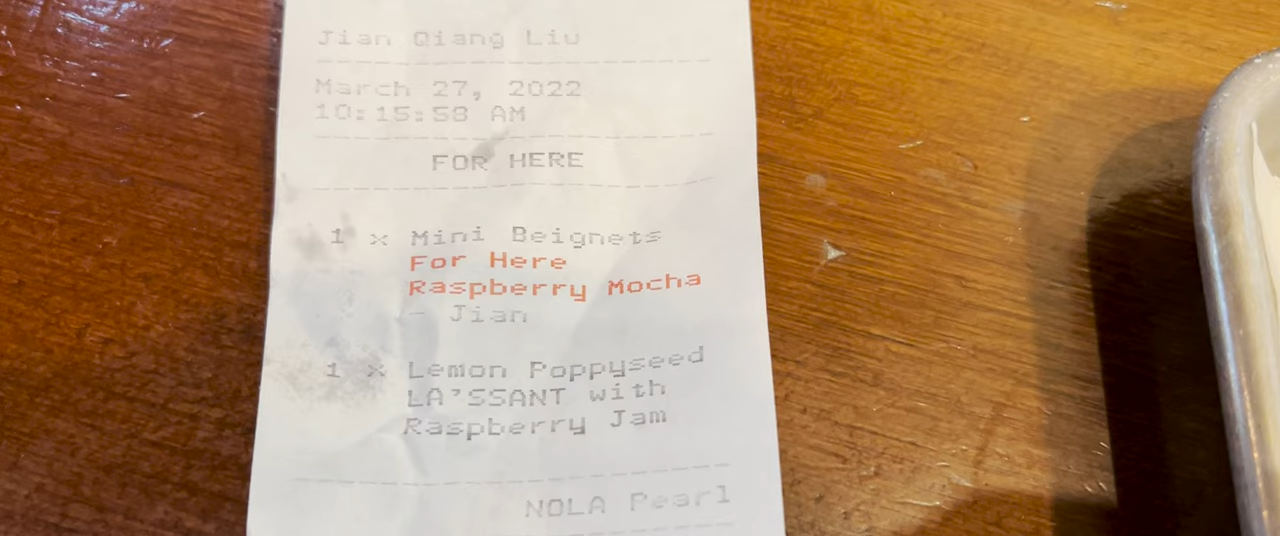 Jian Qiang Liu
March 27, 2022
10:15:58 AM
FOR HERE
1 x Mini Beignets
For Here
Raspberry Mocha
- Jian
1 x Lemon Poppyseed
LA'SSANT with
Raspberry Jam
NOLA Pearl